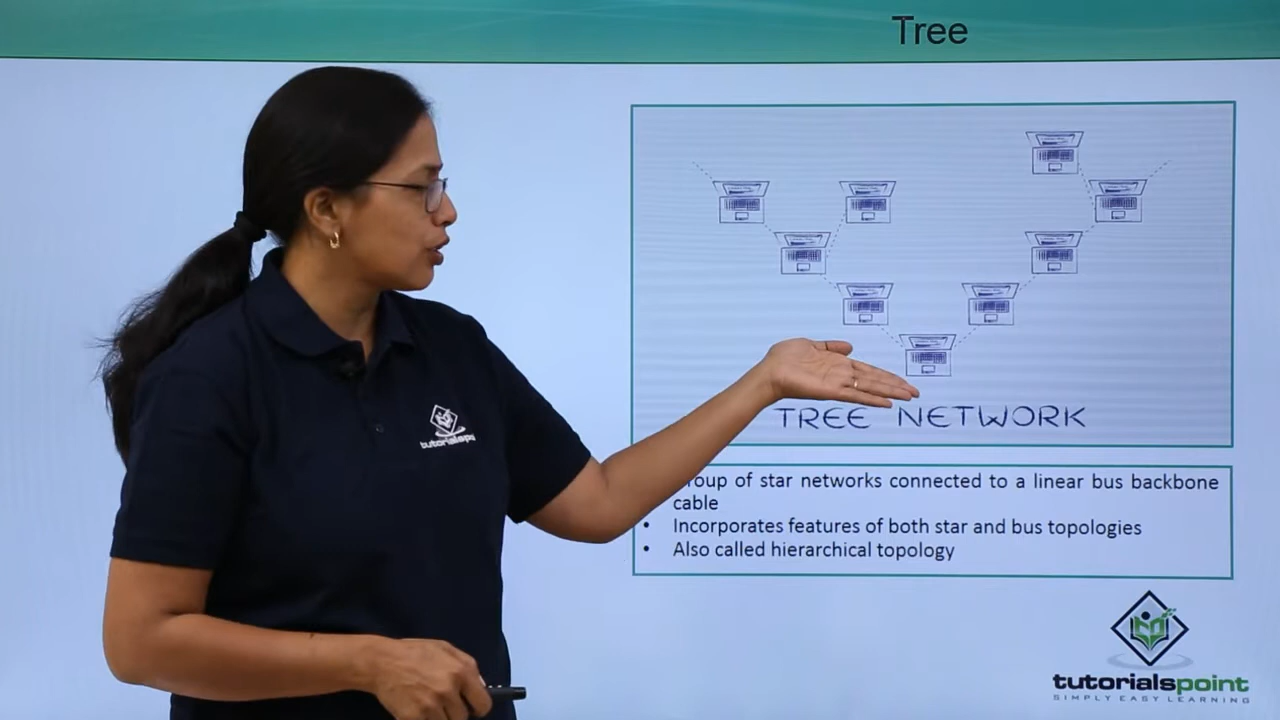 Tree
TREE NETWORK
roup of star networks connected to a linear bus backbone
cable
• Incorporates features of both star and bus topologies
• Also called hierarchical topology
tutorialspoint
SIMPLY EASY LEARNING
tutorialspo